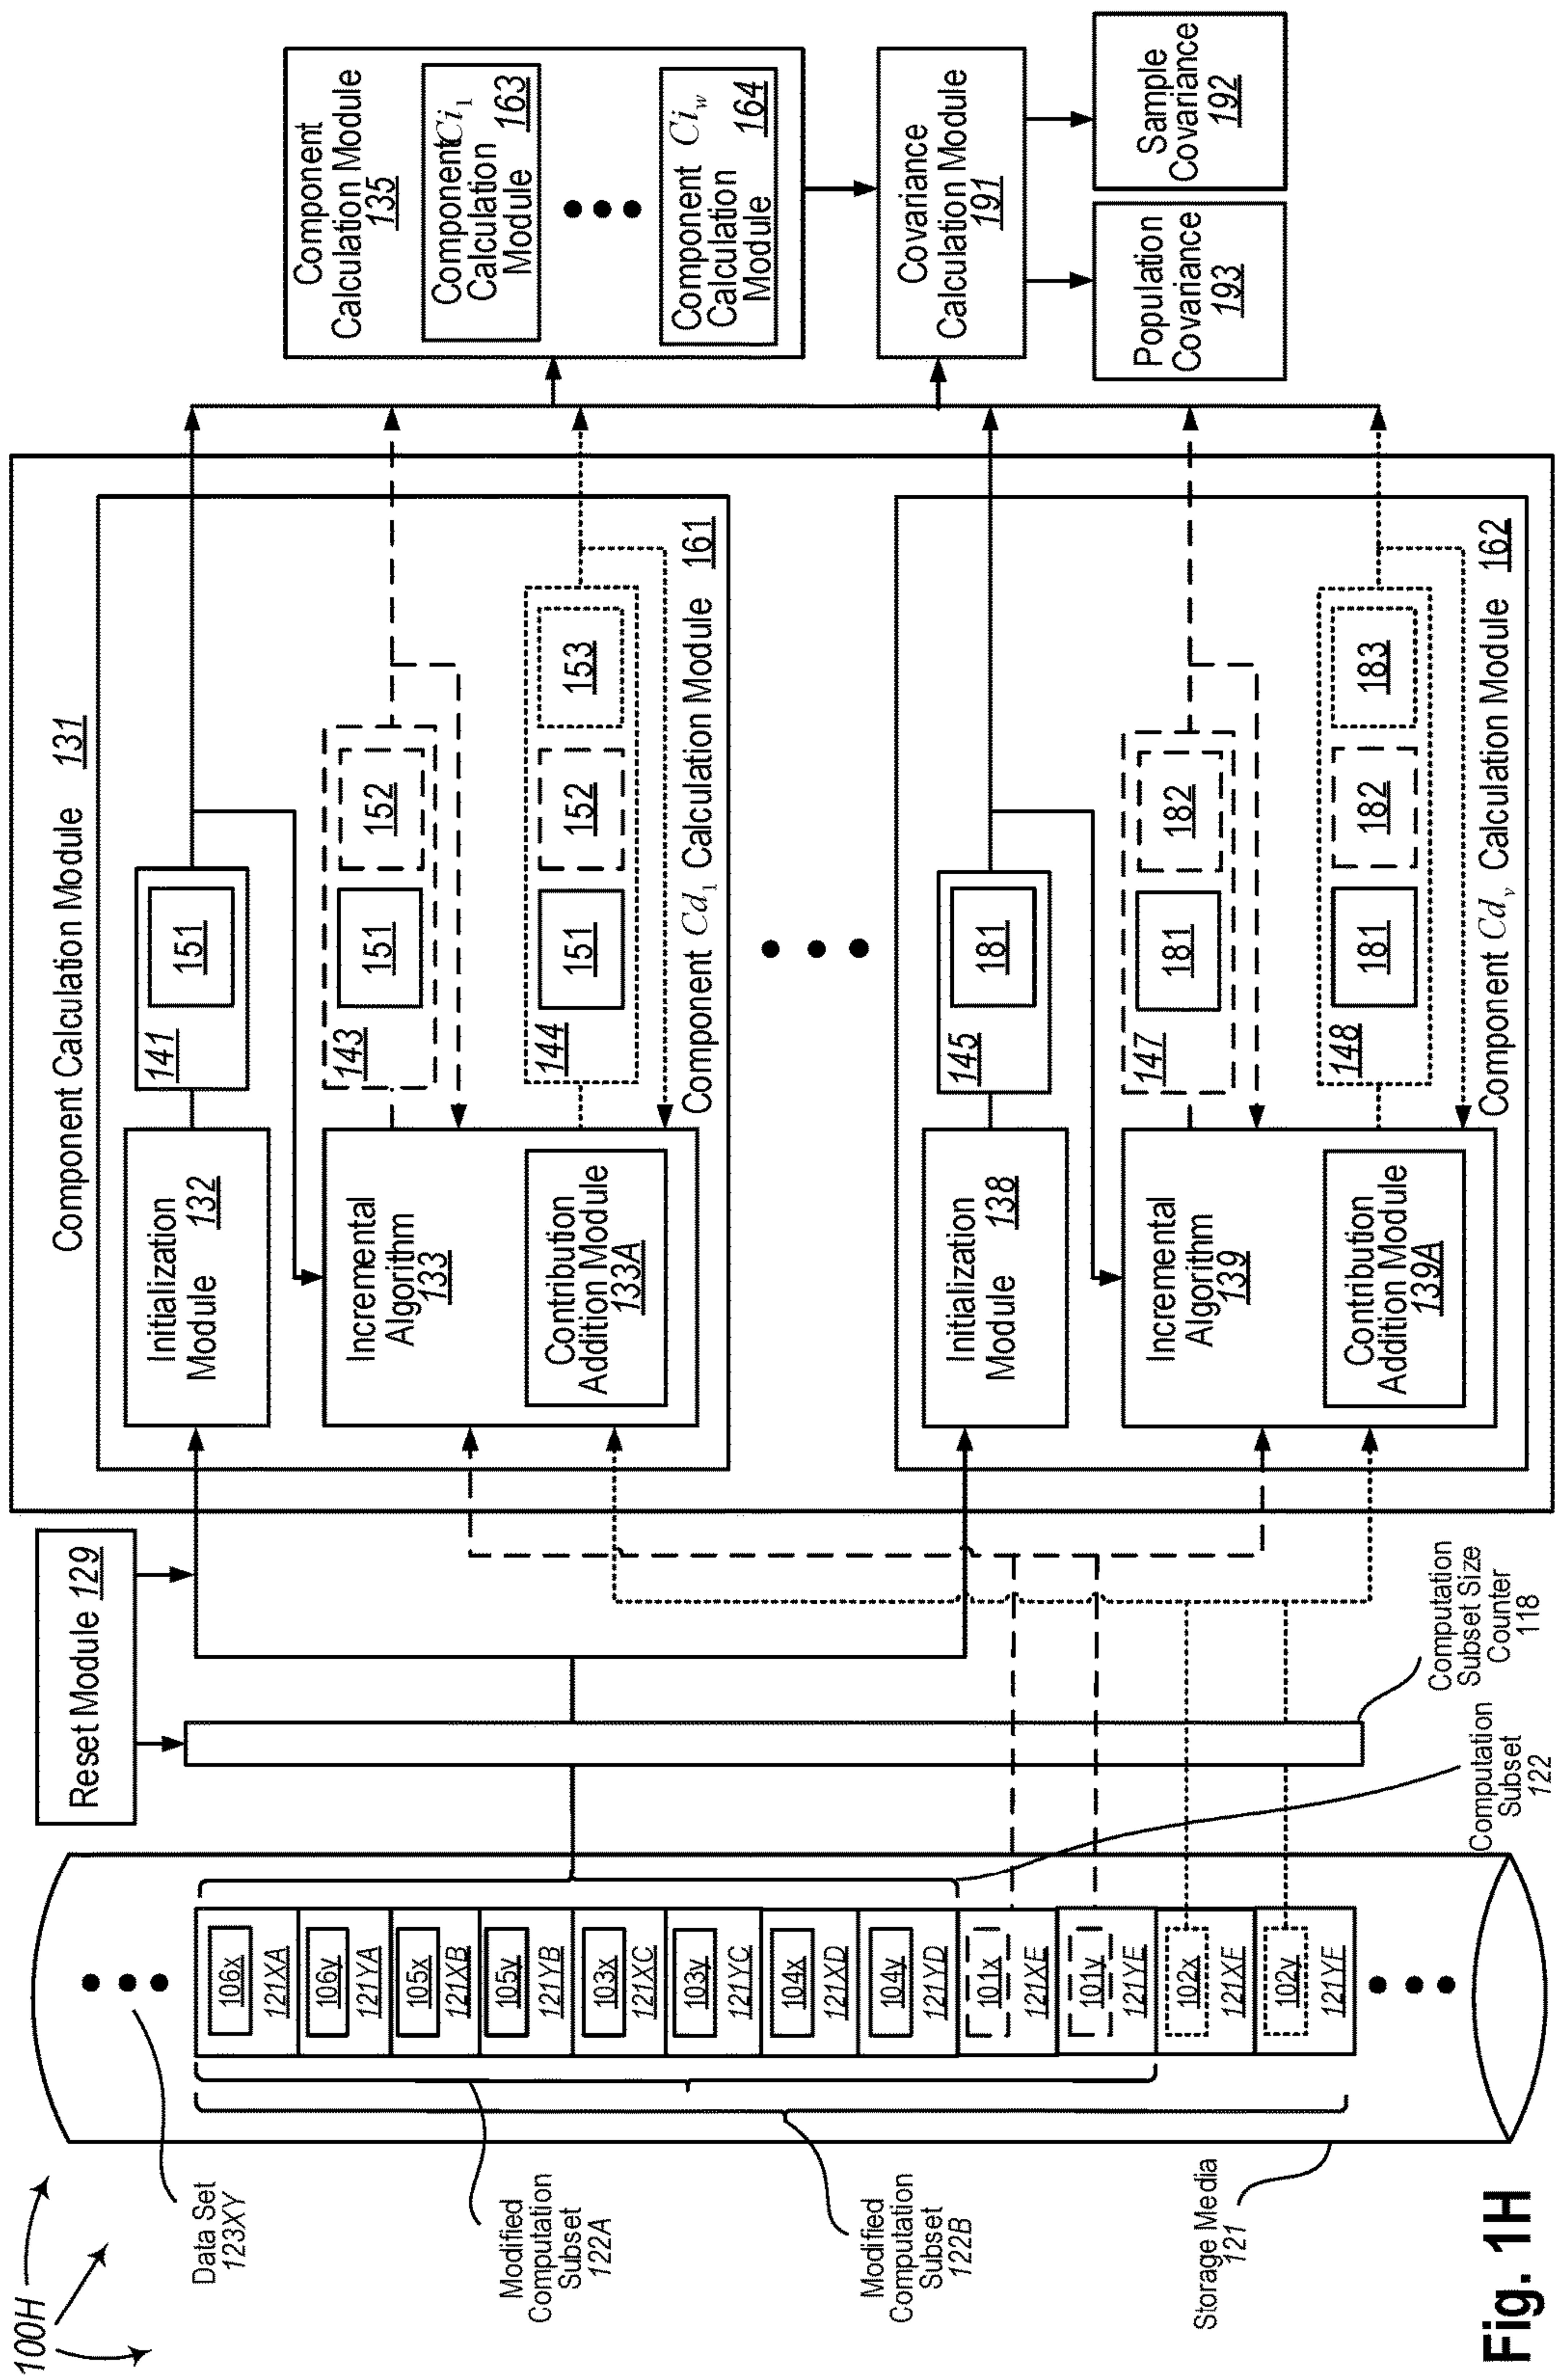 100H
Reset Module 129
Component Calculation Module 131
Initialization
Module 132
141
151
Incremental
Algorithm
133
Contribution
Addition Module
133A
143
151
152
144
151
152
153
Component Cd1 Calculation Module 161
Initialization
Module 138
145
181
Incremental
Algorithm
139
Contribution
Addition Module
139A
147
181
182
148
181
182
183
Component Cdv Calculation Module 162
Component
Calculation Module
135
Component Ci1
Calculation
Module 163
Component Ciw
Calculation
Module 164
Covariance
Calculation Module
191
Population
Covariance
193
Sample
Covariance
192
106x
121XA
106y
121YA
105x
121XB
105y
121YB
103x
121XC
103y
121YC
104x
121XD
104y
121YD
101x
121XE
101y
121YE
102x
121XF
102y
121YF
Computation
Subset Size
Counter
118
Computation
Subset
122
Data Set
123XY
Modified
Computation
Subset
122A
Modified
Computation
Subset
122B
Storage Media
121
Fig. 1H